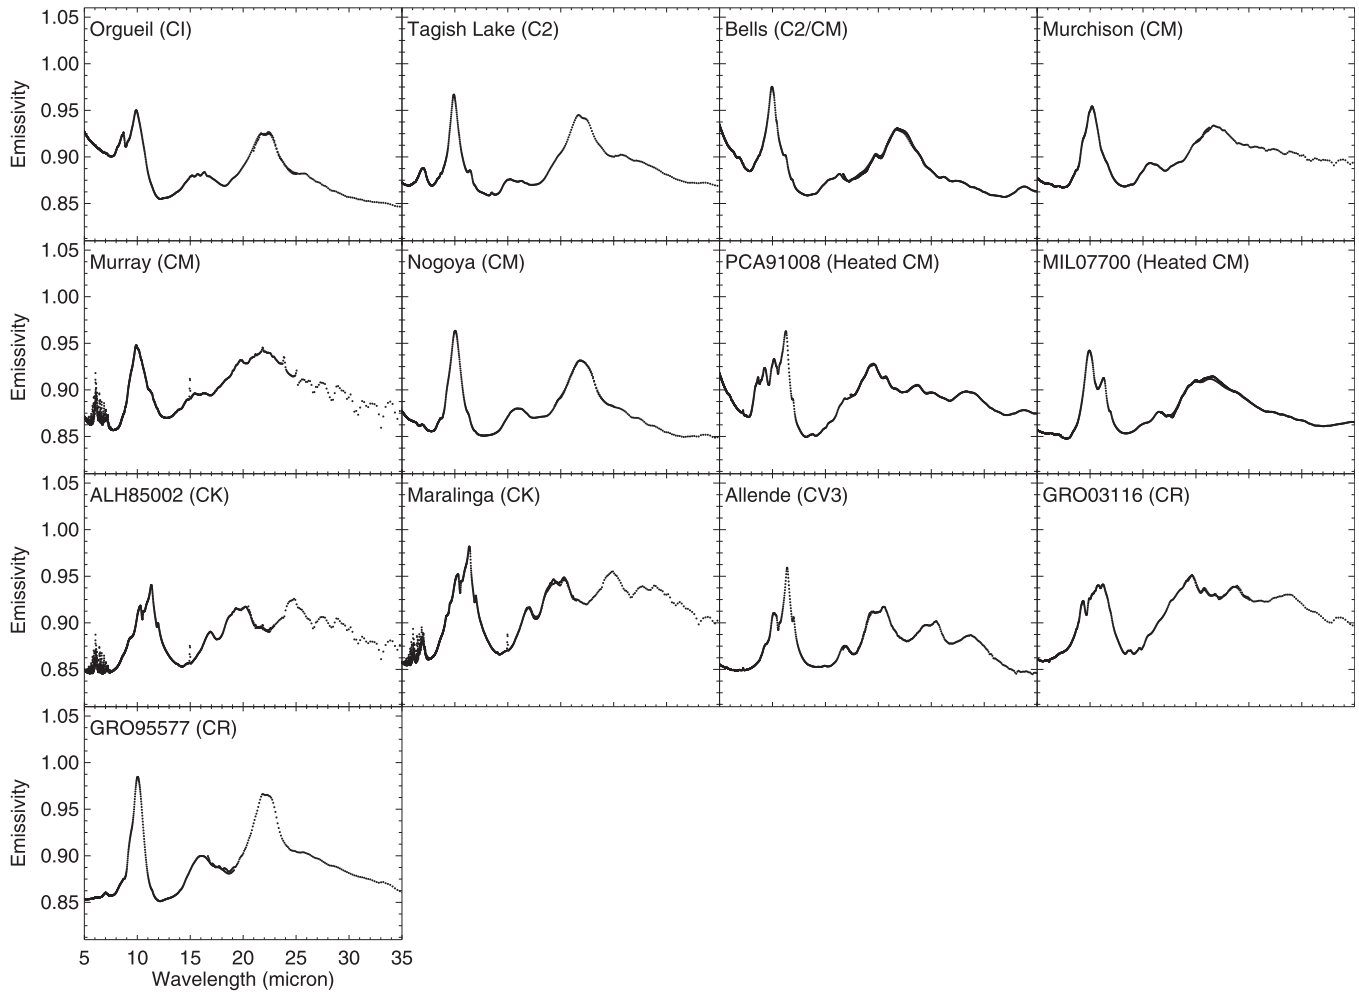 1.05
Orgueil (CI)
Tagish Lake (C2)
Bells (C2/CM)
Murchison (CM)
1.00
0.95
Emissivity
0.90
0.85
1.05
Murray (CM)
Nogoya (CM)
PCA91008 (Heated CM)
MIL07700 (Heated CM)
1.00
0.95
Emissivity
0.90
0.85
1.05
ALH85002 (CK)
Maralinga (CK)
Allende (CV3)
GRO03116 (CR)
1.00
0.95
Emissivity
0.90
0.85
1.05
GRO95577 (CR)
1.00
0.95
Emissivity
0.90
0.85
5 10 15 20 25 30 35
Wavelength (micron)